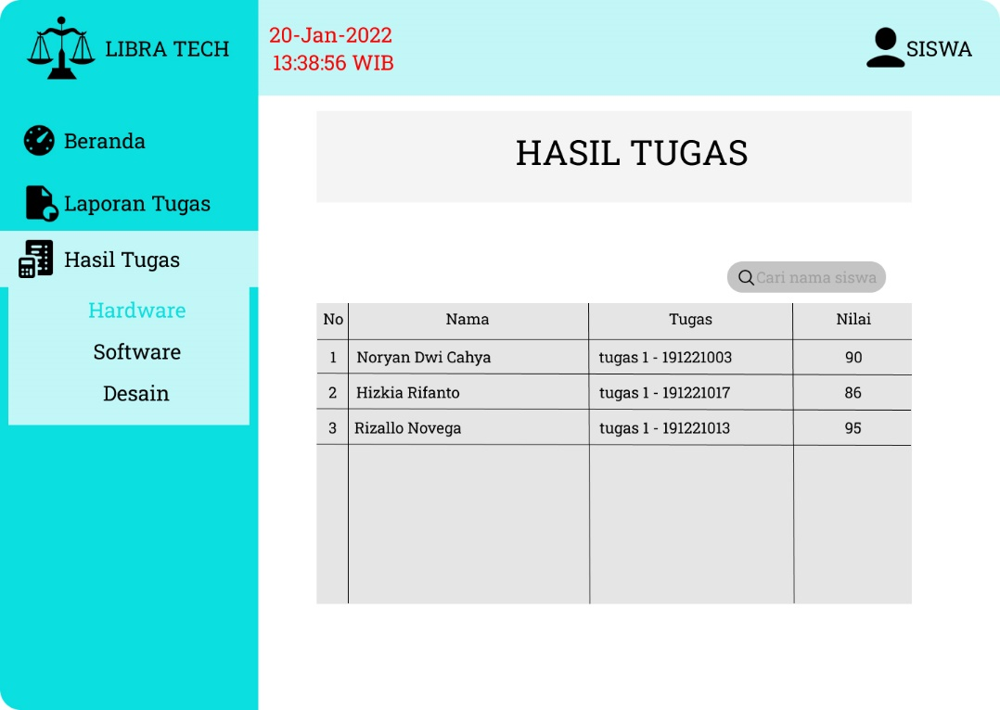 LIBRA TECH
20-Jan-2022
13:38:56 WIB
SISWA
Beranda
Laporan Tugas
Hasil Tugas
Hardware
Software
Desain
HASIL TUGAS
Cari nama siswa
No Nama Tugas Nilai
1 Noryan Dwi Cahya tugas 1 - 191221003 90
2 Hizkia Rifanto tugas 1 - 191221017 86
3 Rizallo Novega tugas 1 - 191221013 95